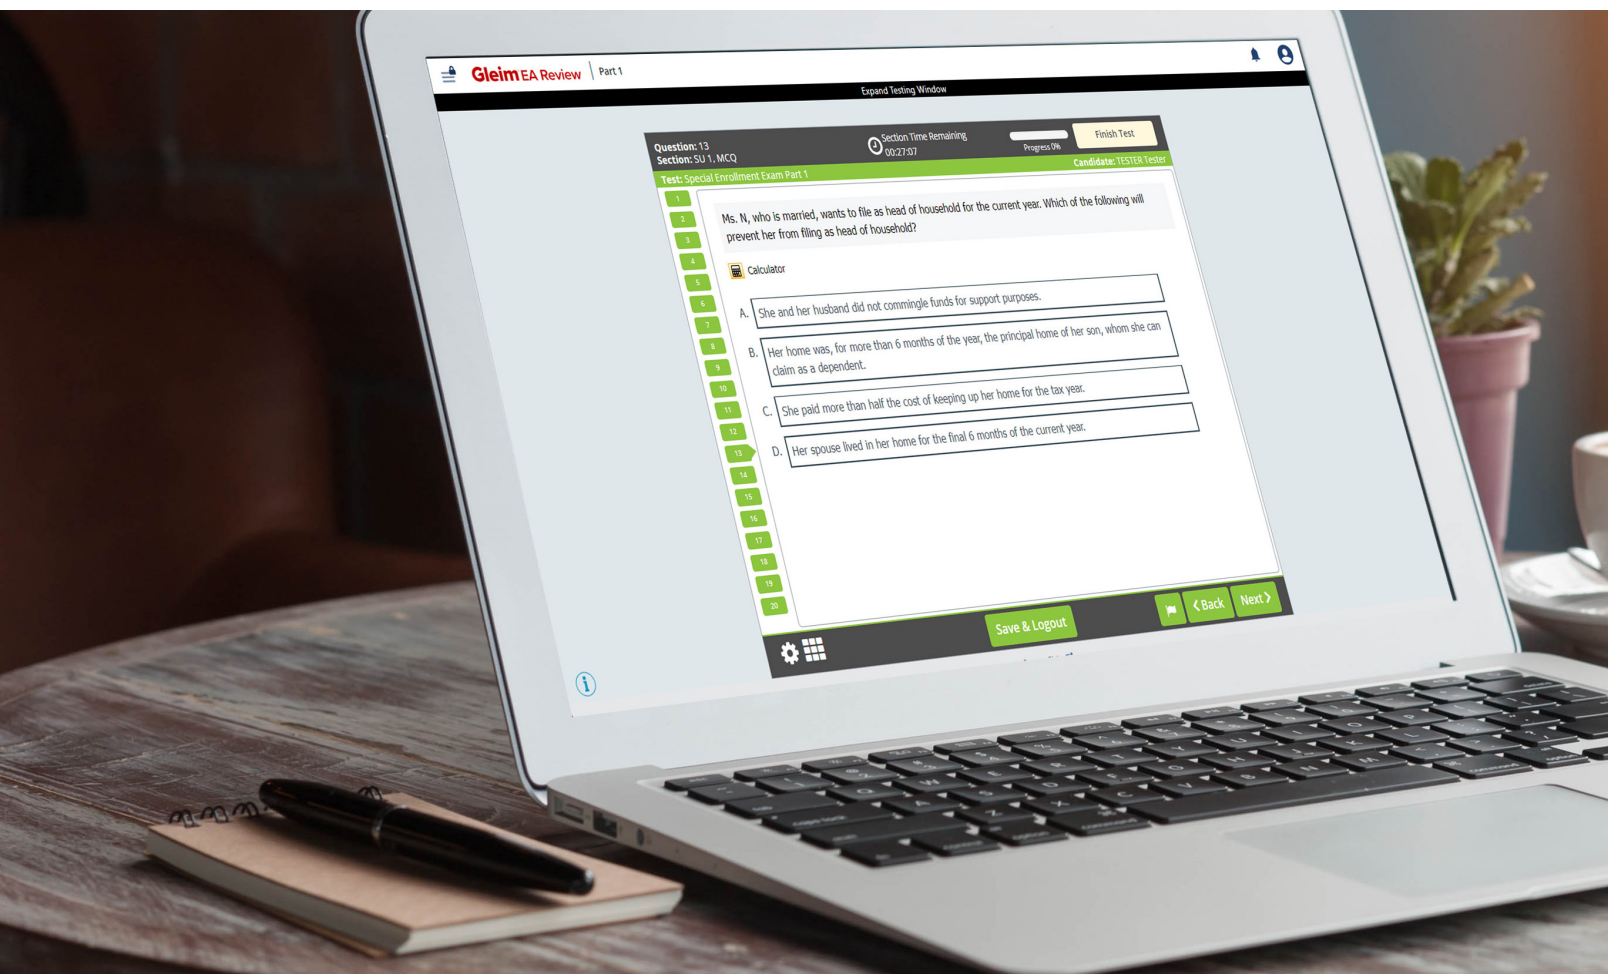 Gleim EA Review | Part 1
Expand Testing Window
Question: 13
Section: SU 1, MCQ
Section Time Remaining
00:27:07
Progress 0%
Finish Test
Test: Special Enrollment Exam Part 1
Candidate: TESTER Tester
1
2
3
4
5
6
7
8
9
10
11
12
13
14
15
16
17
18
19
20
Ms. N, who is married, wants to file as head of household for the current year. Which of the following will
prevent her from filing as head of household?
Calculator
A. She and her husband did not commingle funds for support purposes.
B. Her home was, for more than 6 months of the year, the principal home of her son, whom she can
claim as a dependent.
C. She paid more than half the cost of keeping up her home for the tax year.
D. Her spouse lived in her home for the final 6 months of the current year.
Save & Logout
Back
Next